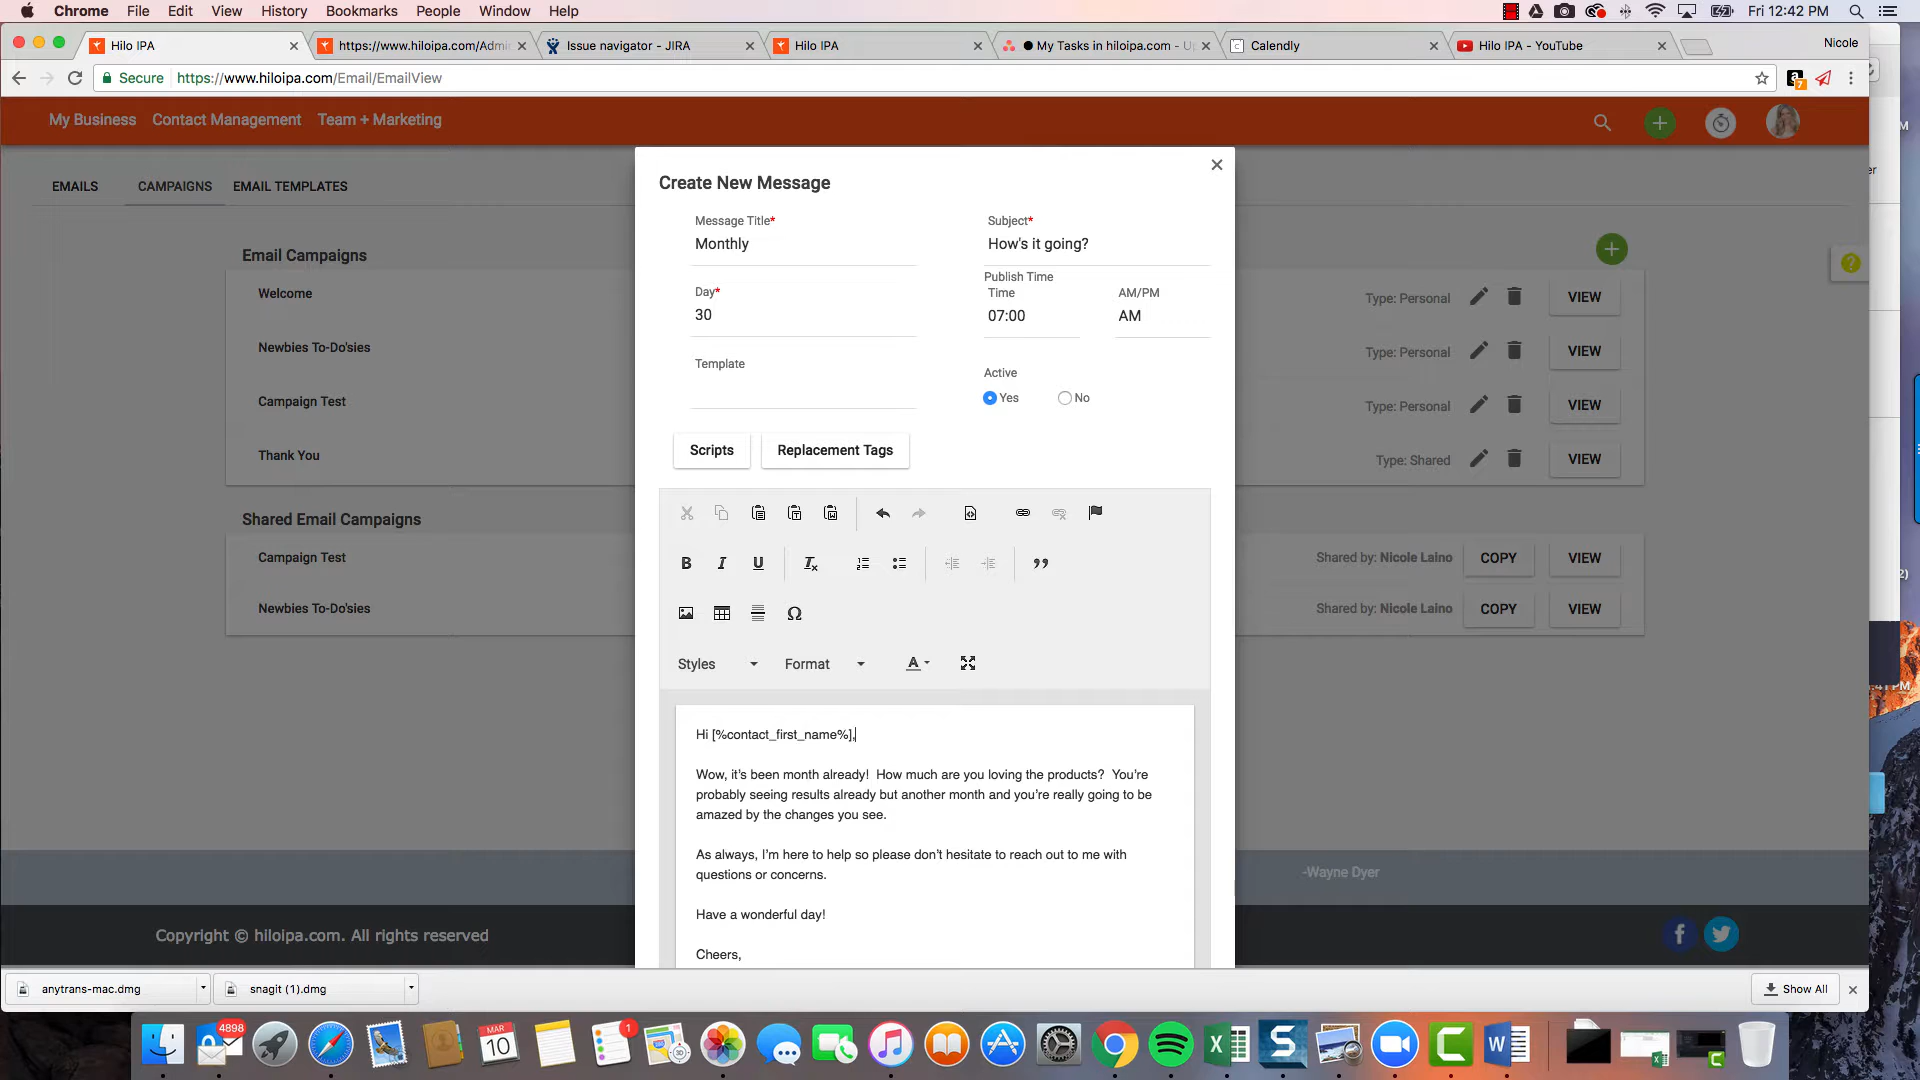 Chrome File Edit View History Bookmarks People Window Help
Fri 12:42 PM
Hilo IPA
https://www.hiloipa.com/Admi
Issue navigator - JIRA
Hilo IPA
My Tasks in hiloipa.com - U
Calendly
Hilo IPA - YouTube
Nicole
Secure https://www.hiloipa.com/Email/EmailView
7
My Business Contact Management Team + Marketing
EMAILS CAMPAIGNS EMAIL TEMPLATES
Email Campaigns
Welcome
Type: Personal VIEW
Newbies To-Do'sies
Type: Personal VIEW
Campaign Test
Type: Personal VIEW
Thank You
Type: Shared VIEW
Shared Email Campaigns
Campaign Test
Shared by: Nicole Laino COPY VIEW
Newbies To-Do'sies
Shared by: Nicole Laino COPY VIEW
Create New Message
Message Title*
Monthly
Subject*
How's it going?
Day*
30
Publish Time
Time
07:00
AM/PM
AM
Template
Active
Yes No
Scripts Replacement Tags
B I U
Styles Format A
Hi [%contact_first_name%],
Wow, it's been month already! How much are you loving the products? You're
probably seeing results already but another month and you're really going to be
amazed by the changes you see.
As always, I'm here to help so please don't hesitate to reach out to me with
questions or concerns.
Have a wonderful day!
Cheers,
-Wayne Dyer
Copyright © hiloipa.com. All rights reserved
anytrans-mac.dmg
snagit (1).dmg
Show All
4898
MAR
10
1